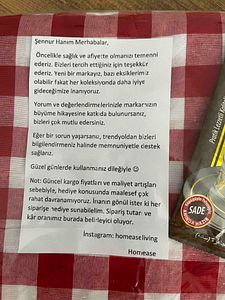 Şennur Hanım Merhabalar,
Öncelikle sağlık ve afiyette olmanızı temenni
ederiz. Bizleri tercih ettiğiniz için teşekkür
ederiz. Yeni bir markayız, bazı eksiklerimiz
olabilir fakat her koleksiyonda daha iyiye
gideceğimize inanıyoruz.
Yorum ve değerlendirmelerinizle markamızın
büyüme hikayesine katkıda bulunursanız,
bizleri çok mutlu edersiniz.
Eğer bir sorun yaşarsanız, trendyoldan bizleri
bilgilendirmeniz halinde memnuniyetle destek
sağlarız.
Güzel günlerde kullanmanız dileğiyle ☺
Not: Güncel kargo fiyatları ve maliyet artışları
sebebiyle, hediye konusunda maalesef çok
rahat davranamıyoruz. İnanın gönül ister ki her
siparişe hediye sunabilelim. Sipariş tutarı ve
kâr oranımız burada belirleyici oluyor.
Instagram: homeaseliving
Homease
SADE